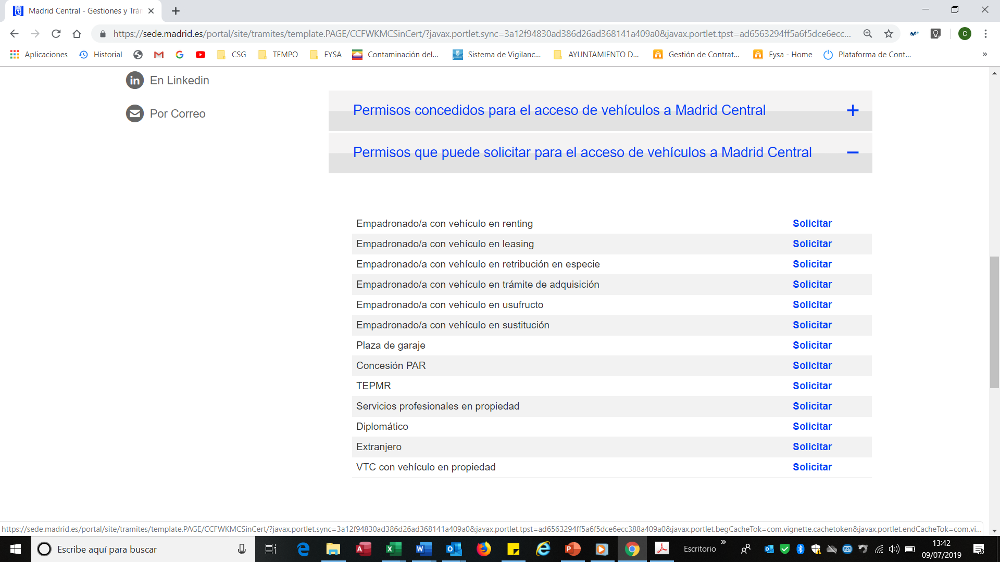 Madrid Central - Gestiones y Trám
https://sede.madrid.es/portal/site/tramites/template.PAGE/CCFWKMCSinCert/?javax.portlet.sync=3a12f94830ad386d26ad368141a409a0&javax.portlet.tpst=ad6563294ff5a6f5dce6ecc...
M+
C
Aplicaciones
Historial
CSG
TEMPO
EYSA
Contaminación del...
Sistema de Vigilanc...
AYUNTAMIENTO D...
Gestión de Contrat...
Eysa - Home
Plataforma de Cont...
»
En Linkedin
Por Correo
Permisos concedidos para el acceso de vehículos a Madrid Central +
Permisos que puede solicitar para el acceso de vehículos a Madrid Central –
Empadronado/a con vehículo en renting Solicitar
Empadronado/a con vehículo en leasing Solicitar
Empadronado/a con vehículo en retribución en especie Solicitar
Empadronado/a con vehículo en trámite de adquisición Solicitar
Empadronado/a con vehículo en usufructo Solicitar
Empadronado/a con vehículo en sustitución Solicitar
Plaza de garaje Solicitar
Concesión PAR Solicitar
TEPMR Solicitar
Servicios profesionales en propiedad Solicitar
Diplomático Solicitar
Extranjero Solicitar
VTC con vehículo en propiedad Solicitar
https://sede.madrid.es/portal/site/tramites/template.PAGE/CCFWKMCSinCert/?javax.portlet.sync=3a12f94830ad386d26ad368141a409a0&javax.portlet.tpst=ad6563294ff5a6f5dce6ecc388a409a0&javax.portlet.begCacheTok=com.vignette.cachetoken&javax.portlet.endCacheTok=com.vi...
Escribe aquí para buscar
Escritorio »
13:42
09/07/2019